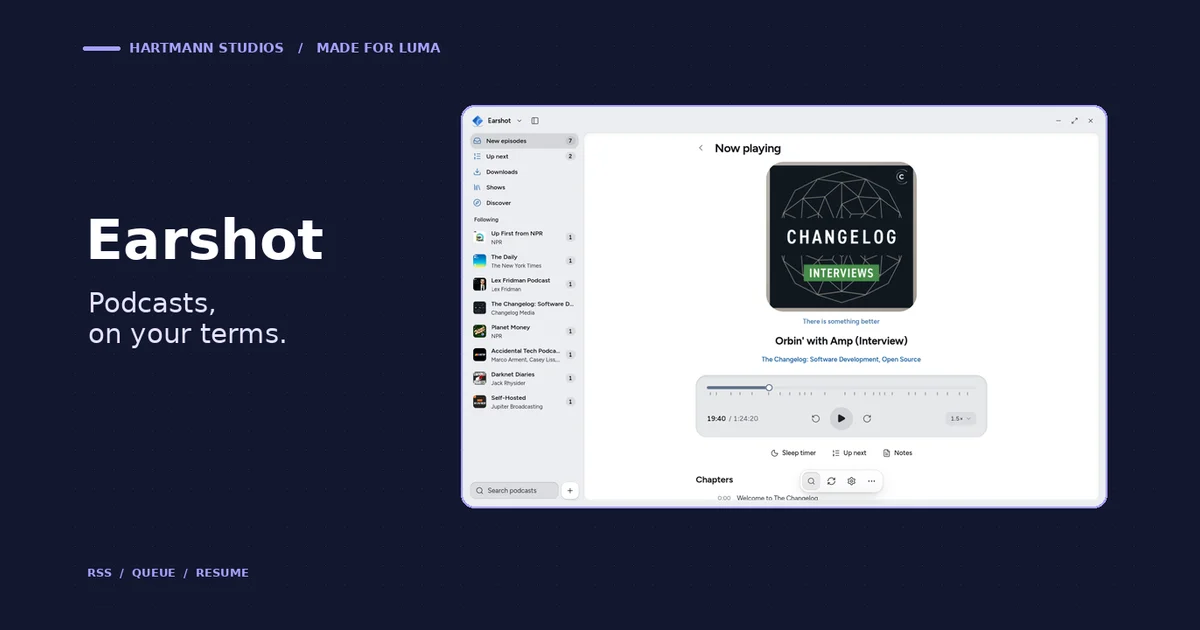 HARTMANN STUDIOS / MADE FOR LUMA
Earshot
Podcasts,
on your terms.
RSS / QUEUE / RESUME
Earshot
New episodes 7
Up next 2
Downloads
Shows
Discover
Following
Up First from NPR
NPR
1
The Daily
The New York Times
1
Lex Fridman Podcast
Lex Fridman
1
The Changelog: Software D...
Changelog Media
Planet Money
NPR
1
Accidental Tech Podca...
Marco Arment, Casey Liss,...
1
Darknet Diaries
Jack Rhysider
1
Self-Hosted
Jupiter Broadcasting
1
Search podcasts
Now playing
CHANGELOG
INTERVIEWS
There is something better
Orbin' with Amp (Interview)
The Changelog: Software Development, Open Source
19:40 / 1:24:20
1.5×
Sleep timer
Up next
Notes
Chapters
0:00 Welcome to The Changelog